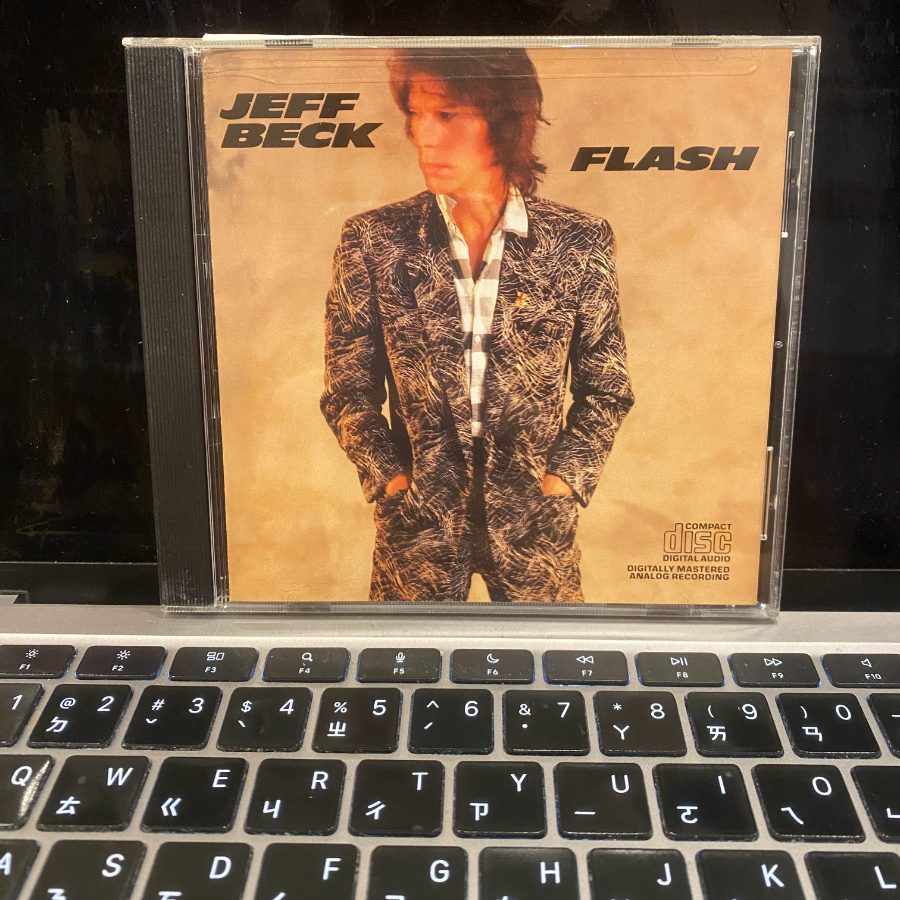 JEFF
BECK
FLASH
COMPACT
disc
DIGITAL AUDIO
DIGITALLY MASTERED
ANALOG RECORDING
F1 F2 F3 F4 F5 F6 F7 F8 F9 F10
1 @ 2 # 3 $ 4 % 5 ^ 6 & 7 * 8 ( 9 ) 0
ㄉ ˇ ˋ ㄓ ˊ ˙ ㄚ ㄞ ㄢ
Q W E R T Y U I O
ㄊ ㄍ ㄐ ㄔ ㄗ ㄧ ㄛ ㄟ
A S D F G H J K L